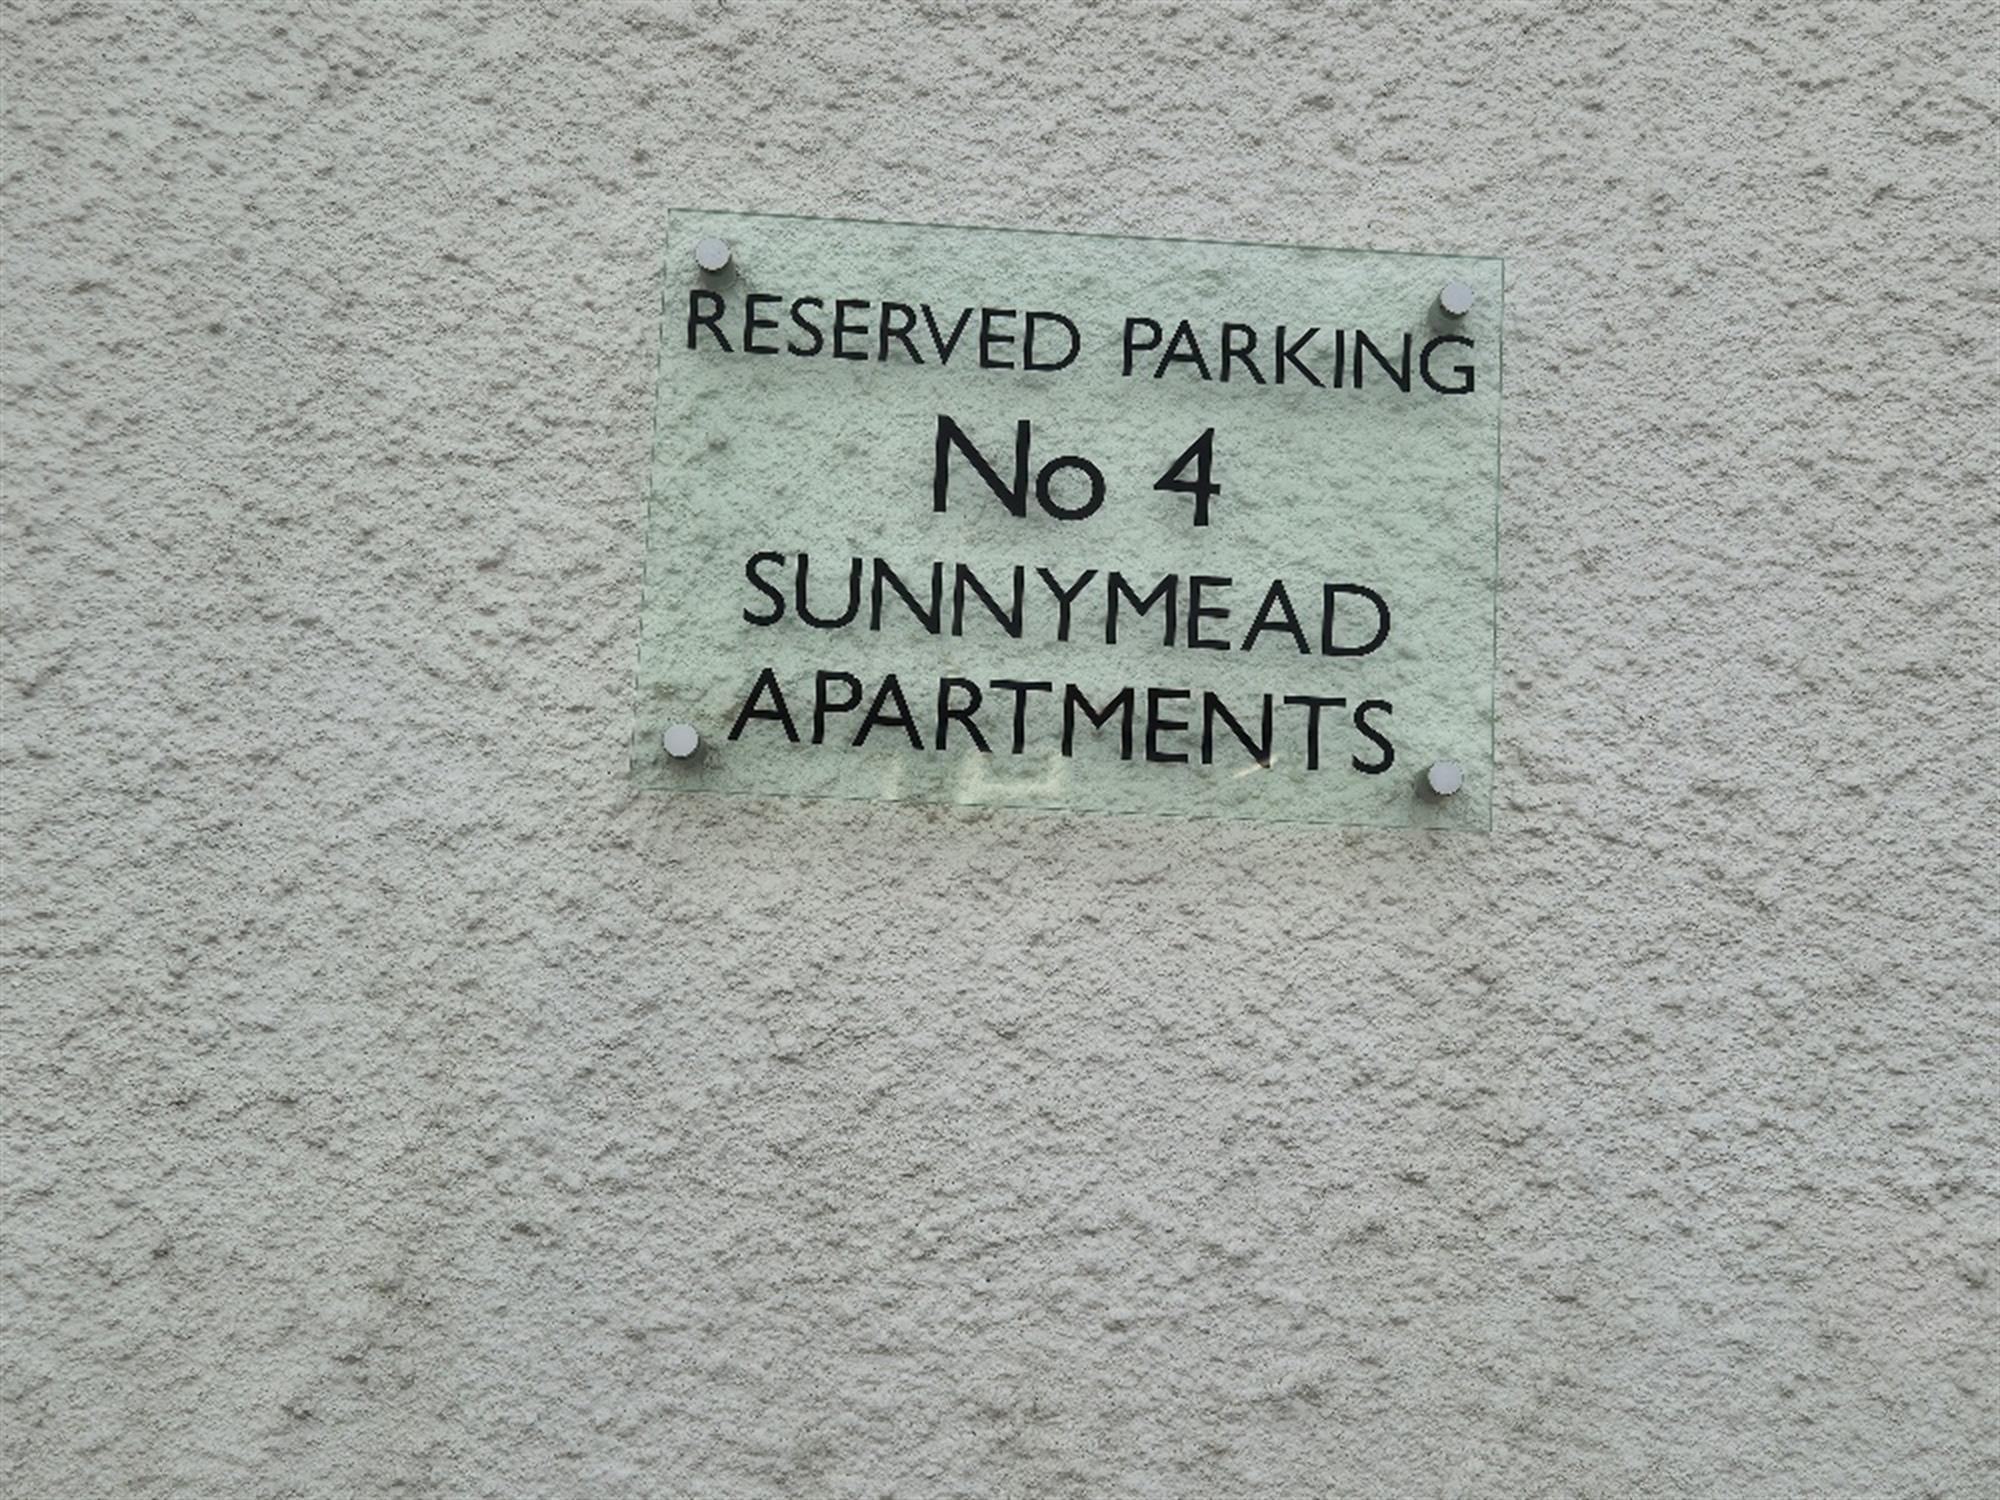 RESERVED PARKING
No 4
SUNNYMEAD
APARTMENTS